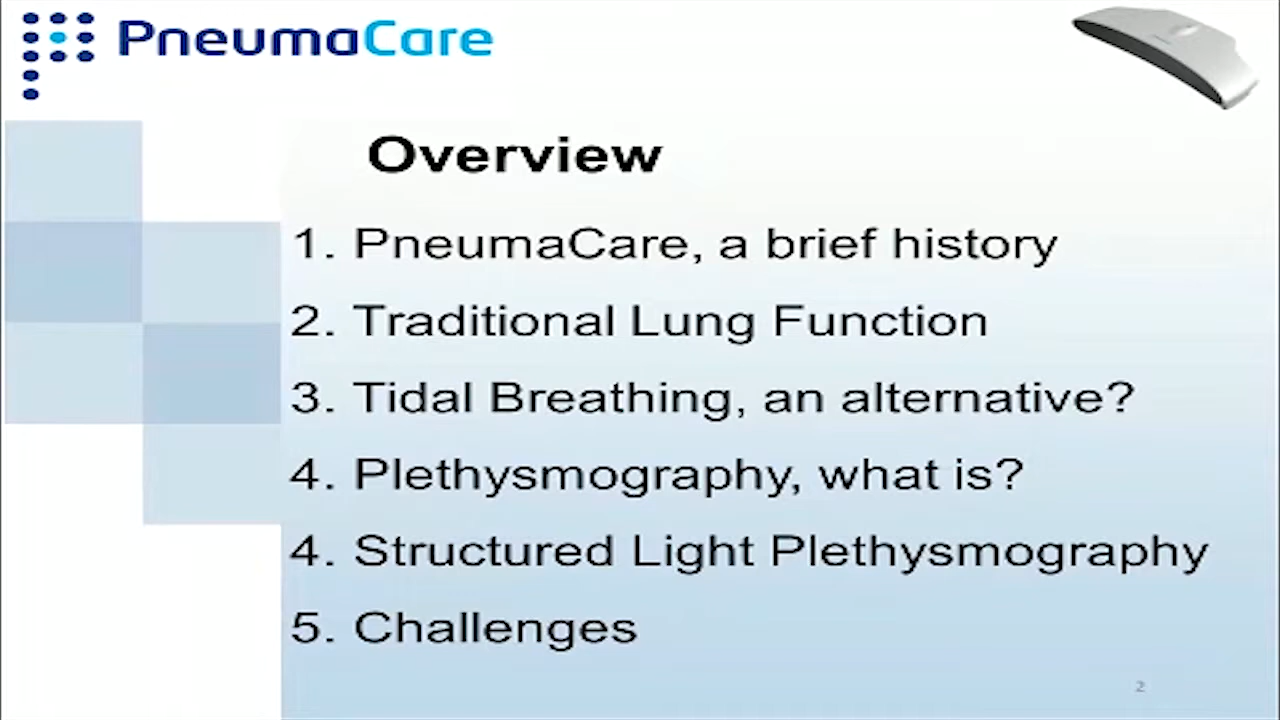 PneumaCare
Overview
1. PneumaCare, a brief history
2. Traditional Lung Function
3. Tidal Breathing, an alternative?
4. Plethysmography, what is?
4. Structured Light Plethysmography
5. Challenges
2